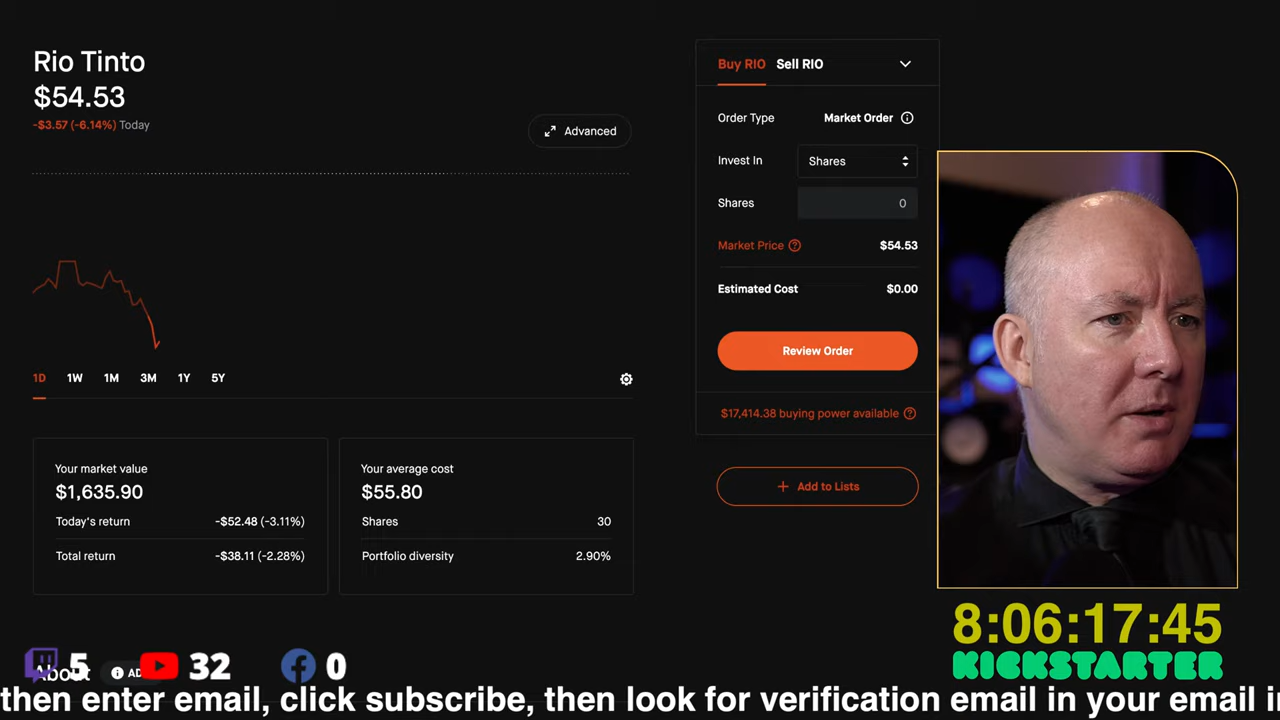 Rio Tinto
$54.53
-$3.57 (-6.14%) Today
Advanced
1D 1W 1M 3M 1Y 5Y
Your market value
$1,635.90
Today's return -$52.48 (-3.11%)
Total return -$38.11 (-2.28%)
Your average cost
$55.80
Shares 30
Portfolio diversity 2.90%
Buy RIO Sell RIO
Order Type Market Order
Invest In Shares
Shares 0
Market Price $54.53
Estimated Cost $0.00
Review Order
$17,414.38 buying power available
+ Add to Lists
8:06:17:45
KICKSTARTER
About
5 32 0
then enter email, click subscribe, then look for verification email in your email